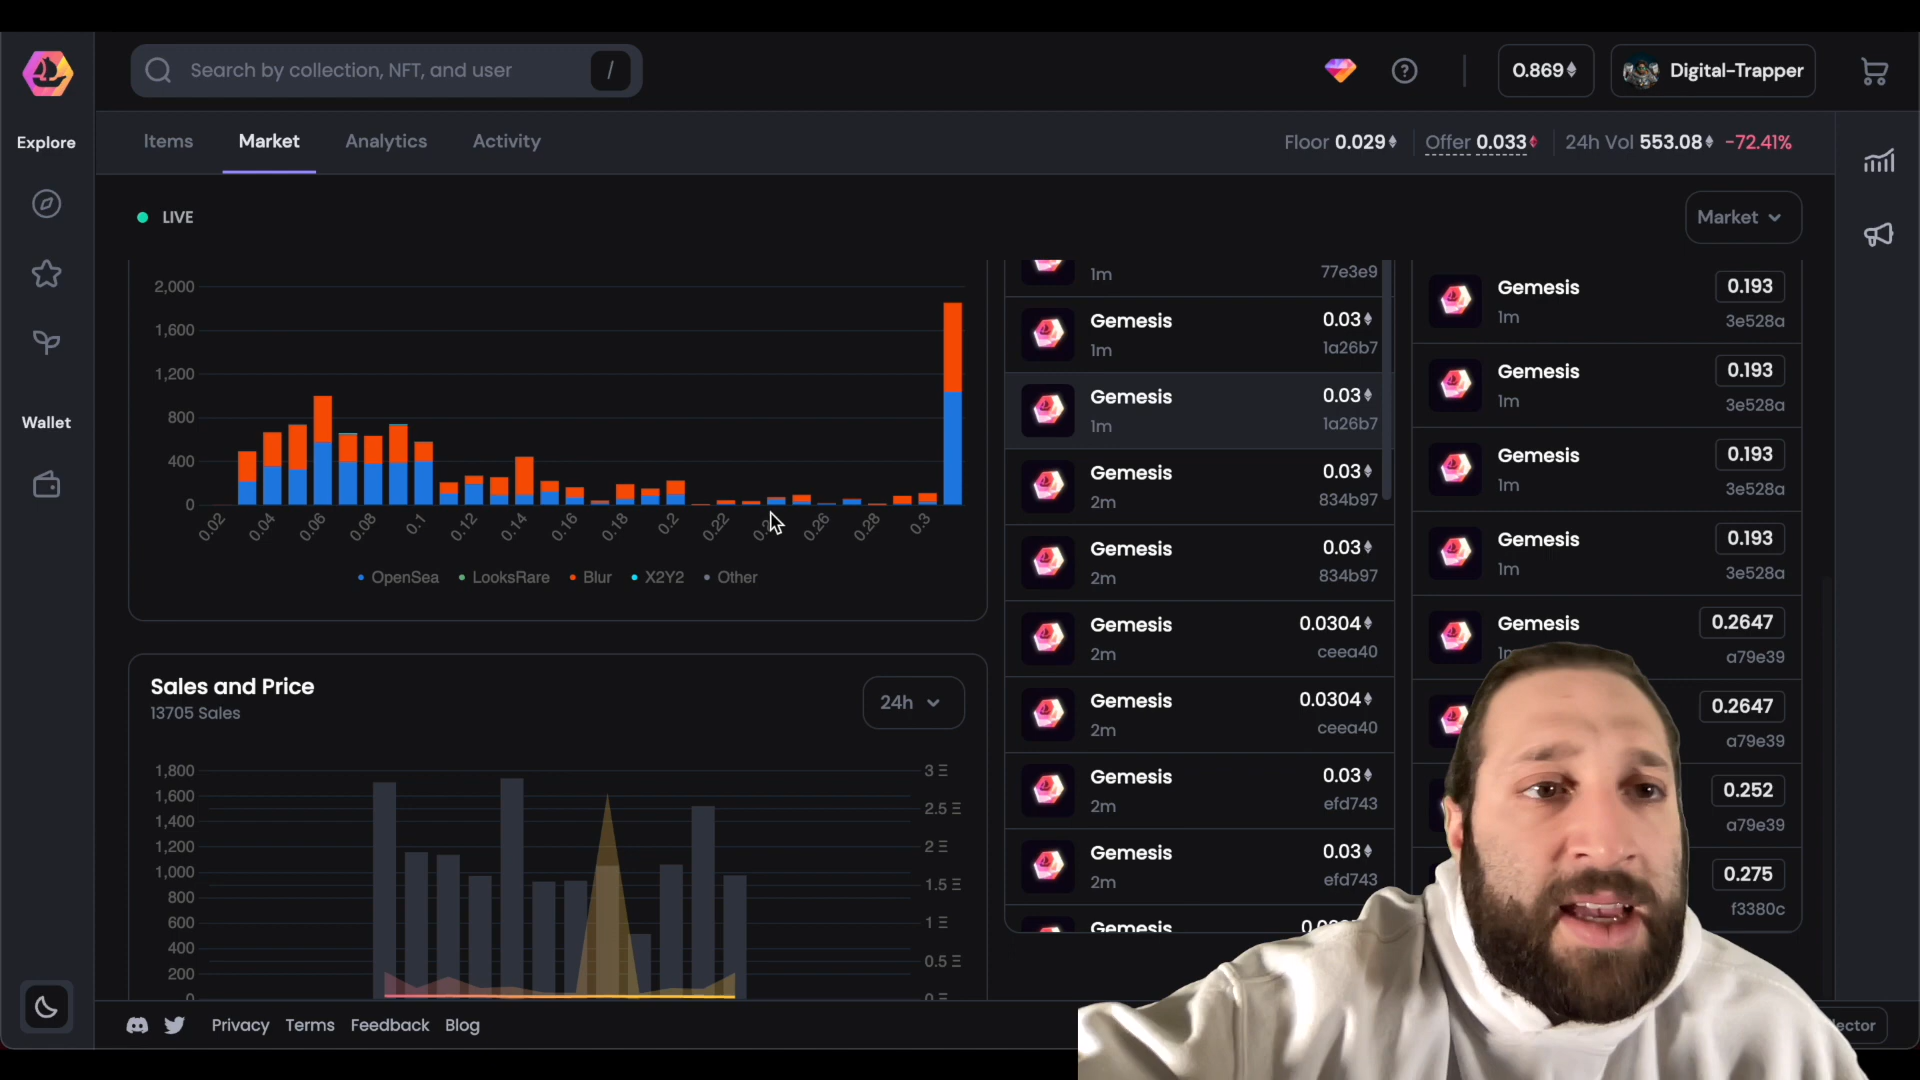 Search by collection, NFT, and user
/
0.869
Digital-Trapper
Explore
Wallet
Items
Market
Analytics
Activity
Floor 0.029
Offer 0.033
24h Vol 553.08
-72.41%
LIVE
Market
2,000
1,600
1,200
800
400
0
0.02
0.04
0.06
0.08
0.1
0.12
0.14
0.16
0.18
0.2
0.22
0.26
0.28
0.3
OpenSea
LooksRare
Blur
X2Y2
Other
Sales and Price
13705 Sales
24h
1,800
1,600
1,400
1,200
1,000
800
600
400
200
0
3 Ξ
2.5 Ξ
2 Ξ
1.5 Ξ
1 Ξ
0.5 Ξ
0 Ξ
1m
77e3e9
Gemesis
0.03
1m
1a26b7
Gemesis
0.03
1m
1a26b7
Gemesis
0.03
2m
834b97
Gemesis
0.03
2m
834b97
Gemesis
0.0304
2m
ceea40
Gemesis
0.0304
2m
ceea40
Gemesis
0.03
2m
efd743
Gemesis
0.03
2m
efd743
Gemesis
Gemesis
0.193
1m
3e528a
Gemesis
0.193
1m
3e528a
Gemesis
0.193
1m
3e528a
Gemesis
0.193
1m
3e528a
Gemesis
0.2647
a79e39
0.2647
a79e39
0.252
a79e39
0.275
f3380c
Privacy
Terms
Feedback
Blog